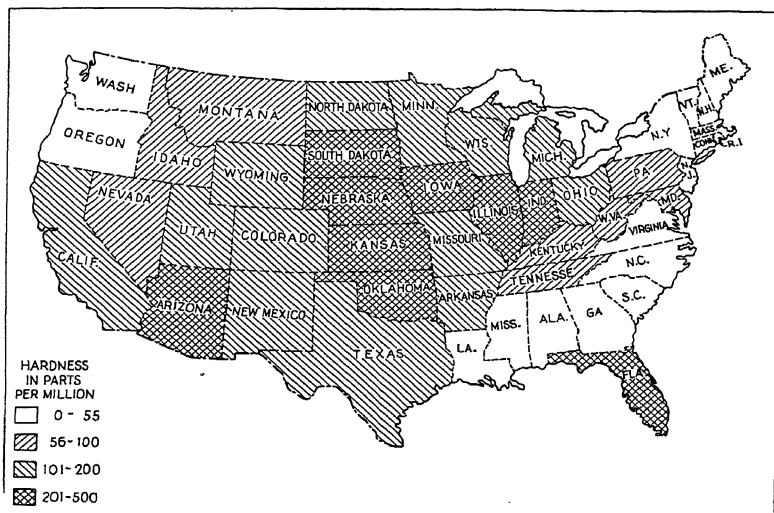 WASH
OREGON
CALIF.
NEVADA
IDAHO
MONTANA
WYOMING
UTAH
COLORADO
ARIZONA
NEW MEXICO
NORTH DAKOTA
SOUTH DAKOTA
NEBRASKA
KANSAS
OKLAHOMA
TEXAS
MINN.
IOWA
MISSOURI
ARKANSAS
LA.
WIS.
ILLINOIS
MICH.
IND.
OHIO
KENTUCKY
TENNESSE
MISS.
ALA.
GA
FLA.
S.C.
N.C.
VIRGINIA
W.VA.
MD.
PA.
N.J.
N.Y
CONN.
R.I
MASS.
VT.
N.H.
ME.
HARDNESS
IN PARTS
PER MILLION
0 - 55
56-100
101-200
201-500